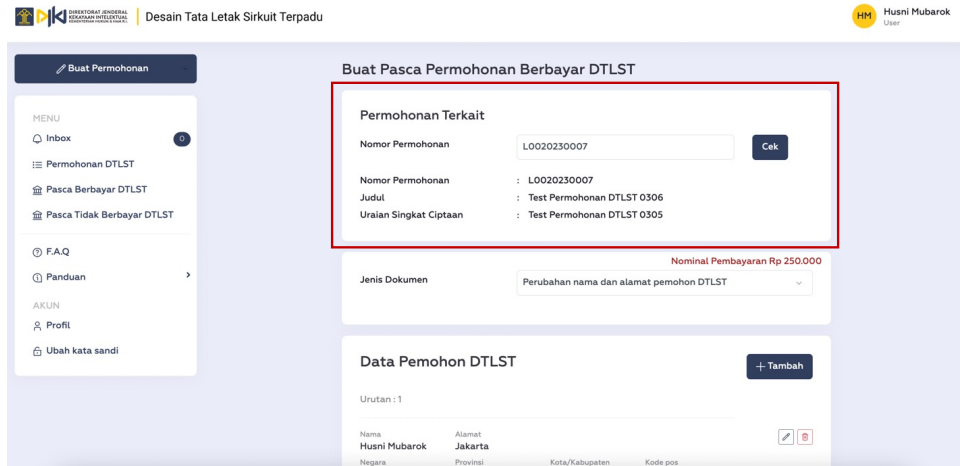 DIREKTORAT JENDERAL
KEKAYAAN INTELEKTUAL
KEMENTERIAN HUKUM & HAM R.I.
Desain Tata Letak Sirkuit Terpadu
HM
Husni Mubarok
User
Buat Permohonan
MENU
Inbox 0
Permohonan DTLST
Pasca Berbayar DTLST
Pasca Tidak Berbayar DTLST
F.A.Q
Panduan
AKUN
Profil
Ubah kata sandi
Buat Pasca Permohonan Berbayar DTLST
Permohonan Terkait
Nomor Permohonan L0020230007 Cek
Nomor Permohonan : L0020230007
Judul : Test Permohonan DTLST 0306
Uraian Singkat Ciptaan : Test Permohonan DTLST 0305
Nominal Pembayaran Rp 250.000
Jenis Dokumen Perubahan nama dan alamat pemohon DTLST
Data Pemohon DTLST + Tambah
Urutan : 1
Nama Alamat
Husni Mubarok Jakarta
Negara Provinsi Kota/Kabupaten Kode pos